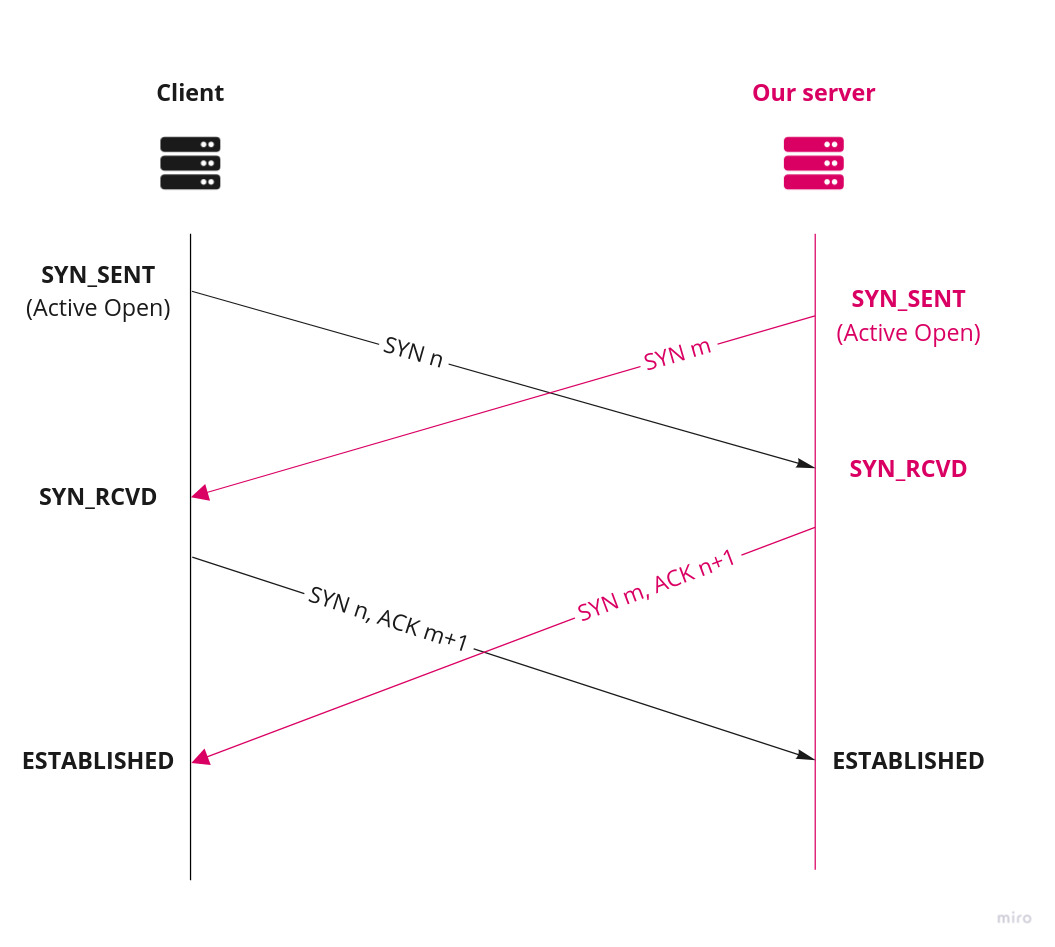 Client
Our server
SYN_SENT
(Active Open)
SYN_SENT
(Active Open)
SYN n
SYN m
SYN_RCVD
SYN_RCVD
SYN n, ACK m+1
SYN m, ACK n+1
ESTABLISHED
ESTABLISHED
miro